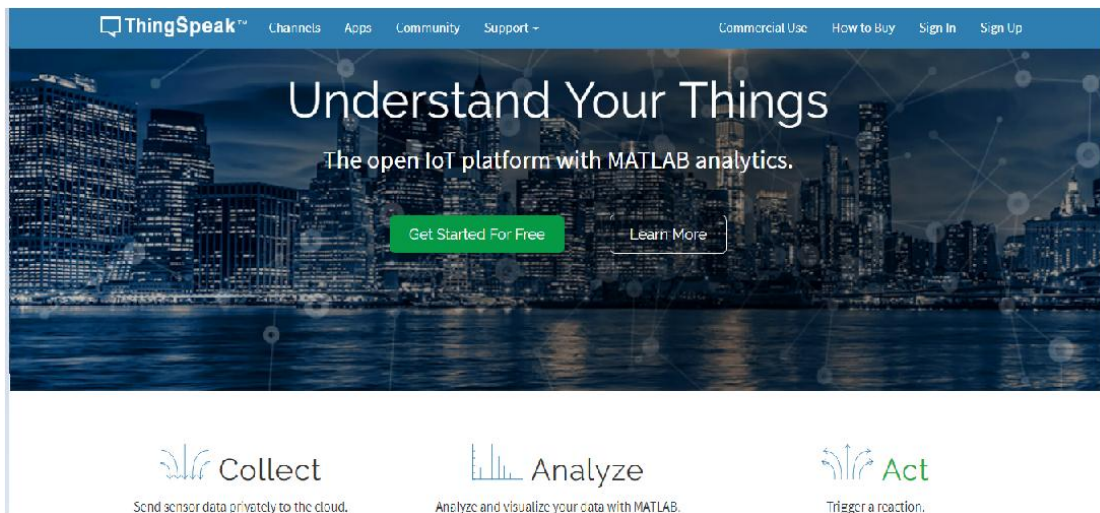 ThingSpeak™ Channels Apps Community Support Commercial Use How to Buy Sign In Sign Up
Understand Your Things
The open IoT platform with MATLAB analytics.
Get Started For Free Learn More
Collect Analyze Act
Send sensor data privately to the cloud. Analyze and visualize your data with MATLAB. Trigger a reaction.